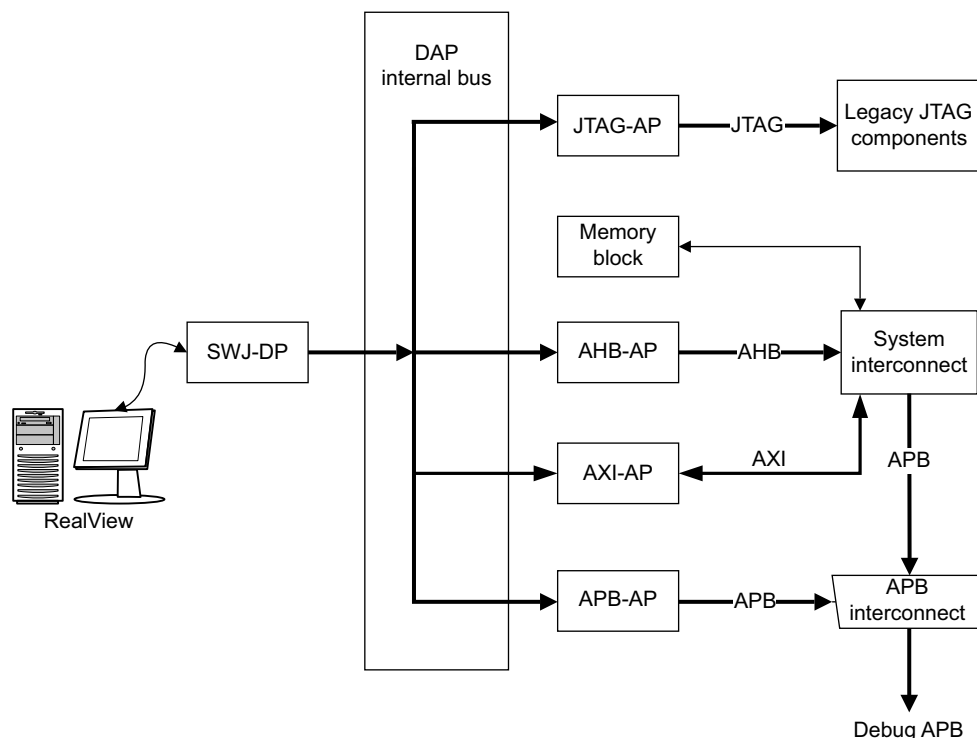 DAP
internal bus
JTAG-AP
JTAG
Legacy JTAG
components
Memory
block
SWJ-DP
AHB-AP
AHB
System
interconnect
AXI-AP
AXI
APB
RealView
APB-AP
APB
APB
interconnect
Debug APB